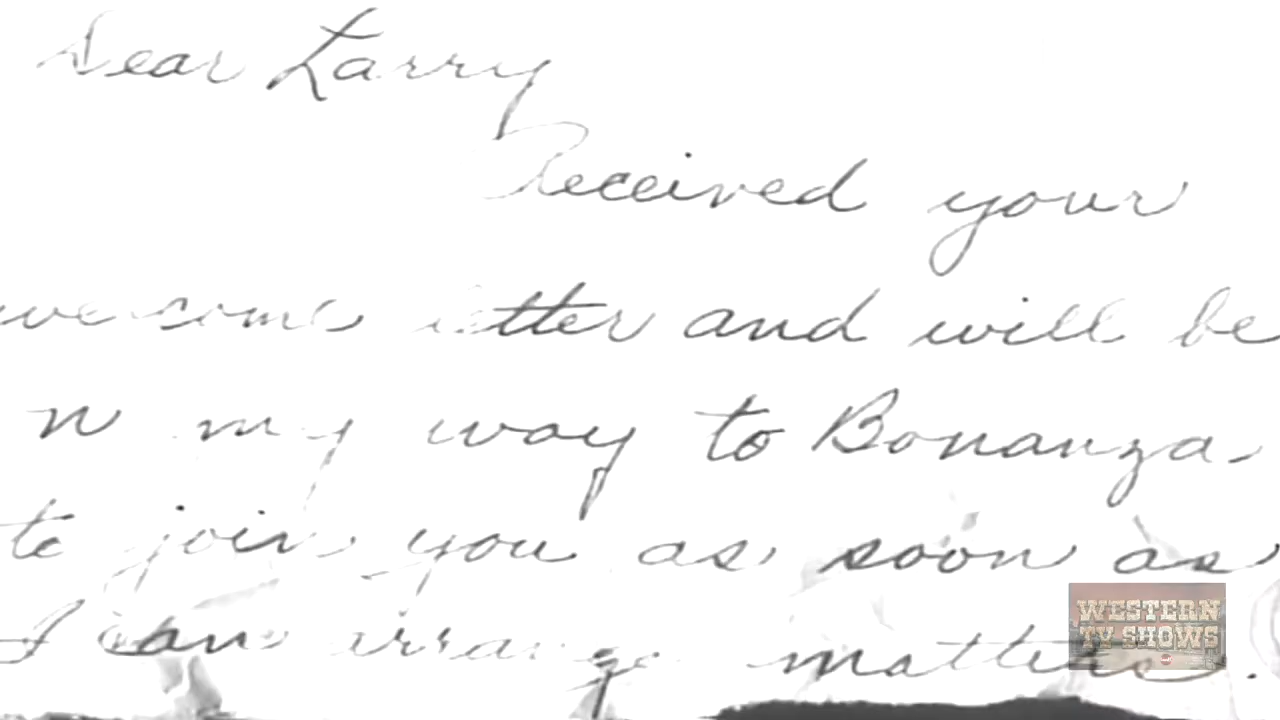 Dear Larry
Received your
welcome letter and will be
n my way to Bonanza
to join you as soon as
I can arrange matters.
WESTERN
TV SHOWS